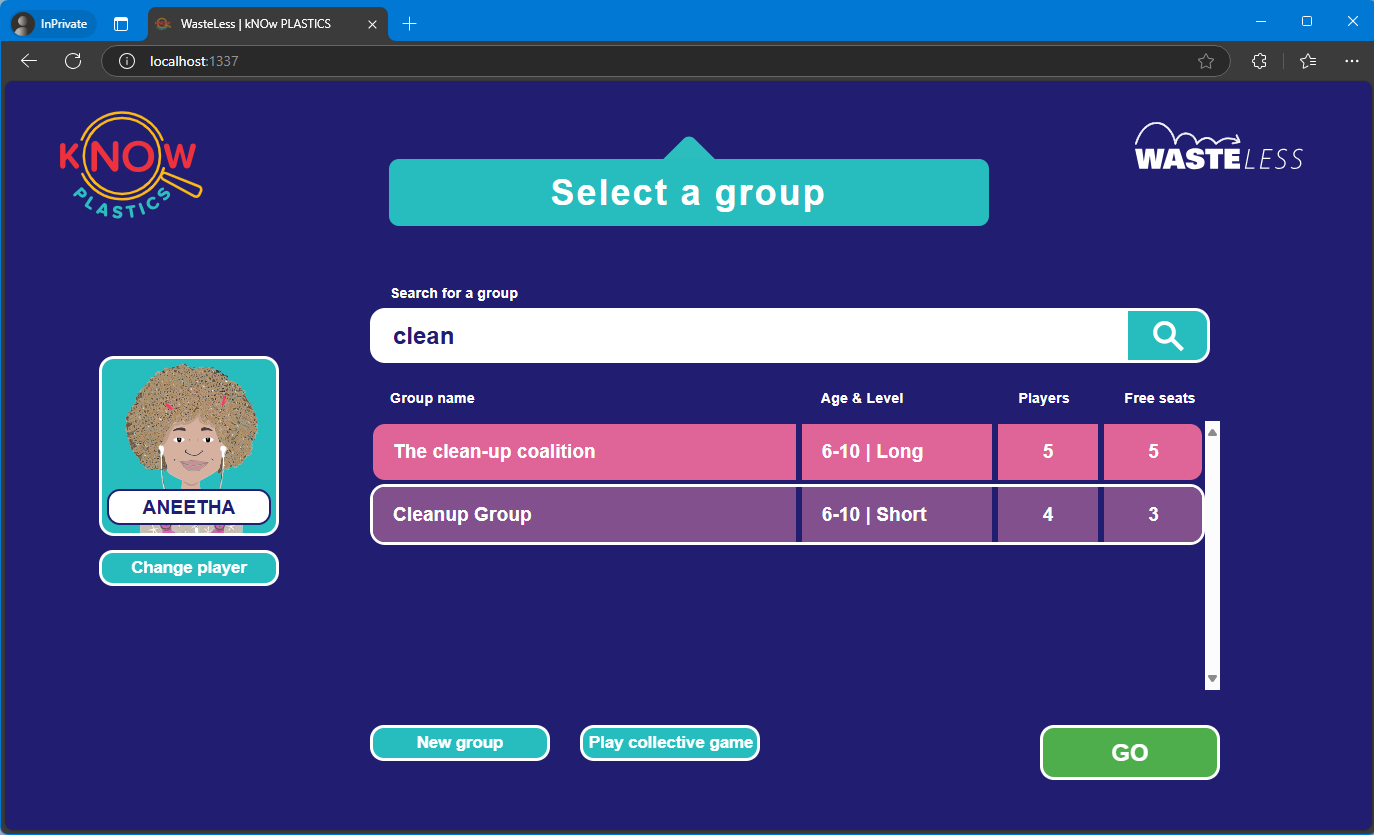 InPrivate
WasteLess | kNOw PLASTICS
localhost:1337
KNOW
PLASTICS
WASTELESS
Select a group
Search for a group
clean
Group name Age & Level Players Free seats
The clean-up coalition 6-10 | Long 5 5
Cleanup Group 6-10 | Short 4 3
ANEETHA
Change player
New group Play collective game GO